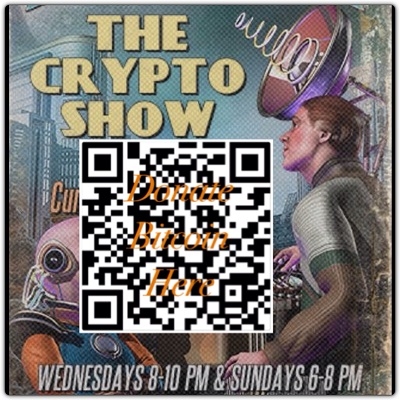 THE
CRYPTO
SHOW
Donate
Bitcoin
Here
WEDNESDAYS 8-10 PM & SUNDAYS 6-8 PM